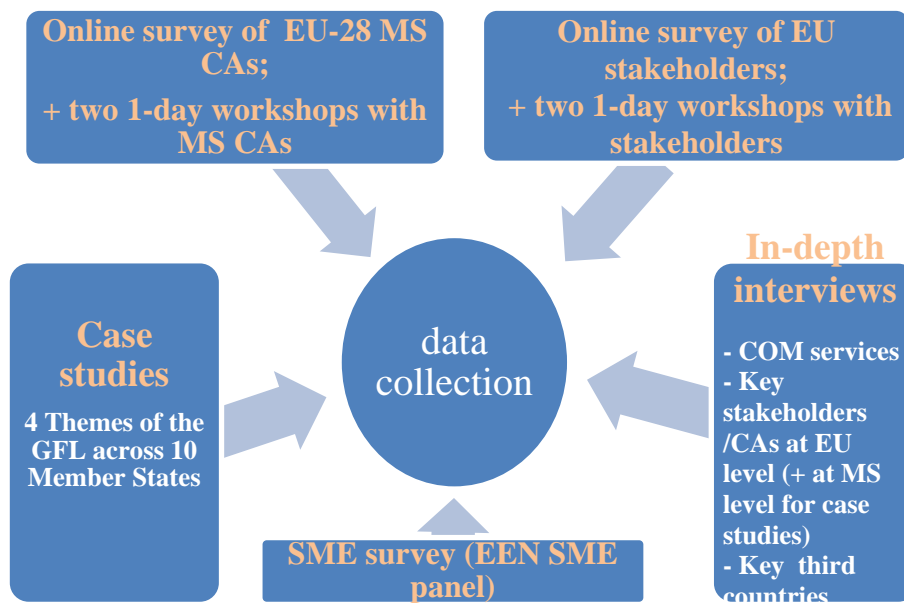 Online survey of EU-28 MS
CAs;
+ two 1-day workshops with
MS CAs
Online survey of EU
stakeholders;
+ two 1-day workshops with
stakeholders
Case
studies
4 Themes of the
GFL across 10
Member States
data
collection
In-depth
interviews
- COM services
- Key
stakeholders
/CAs at EU
level (+ at MS
level for case
studies)
- Key third
countries
SME survey (EEN SME
panel)